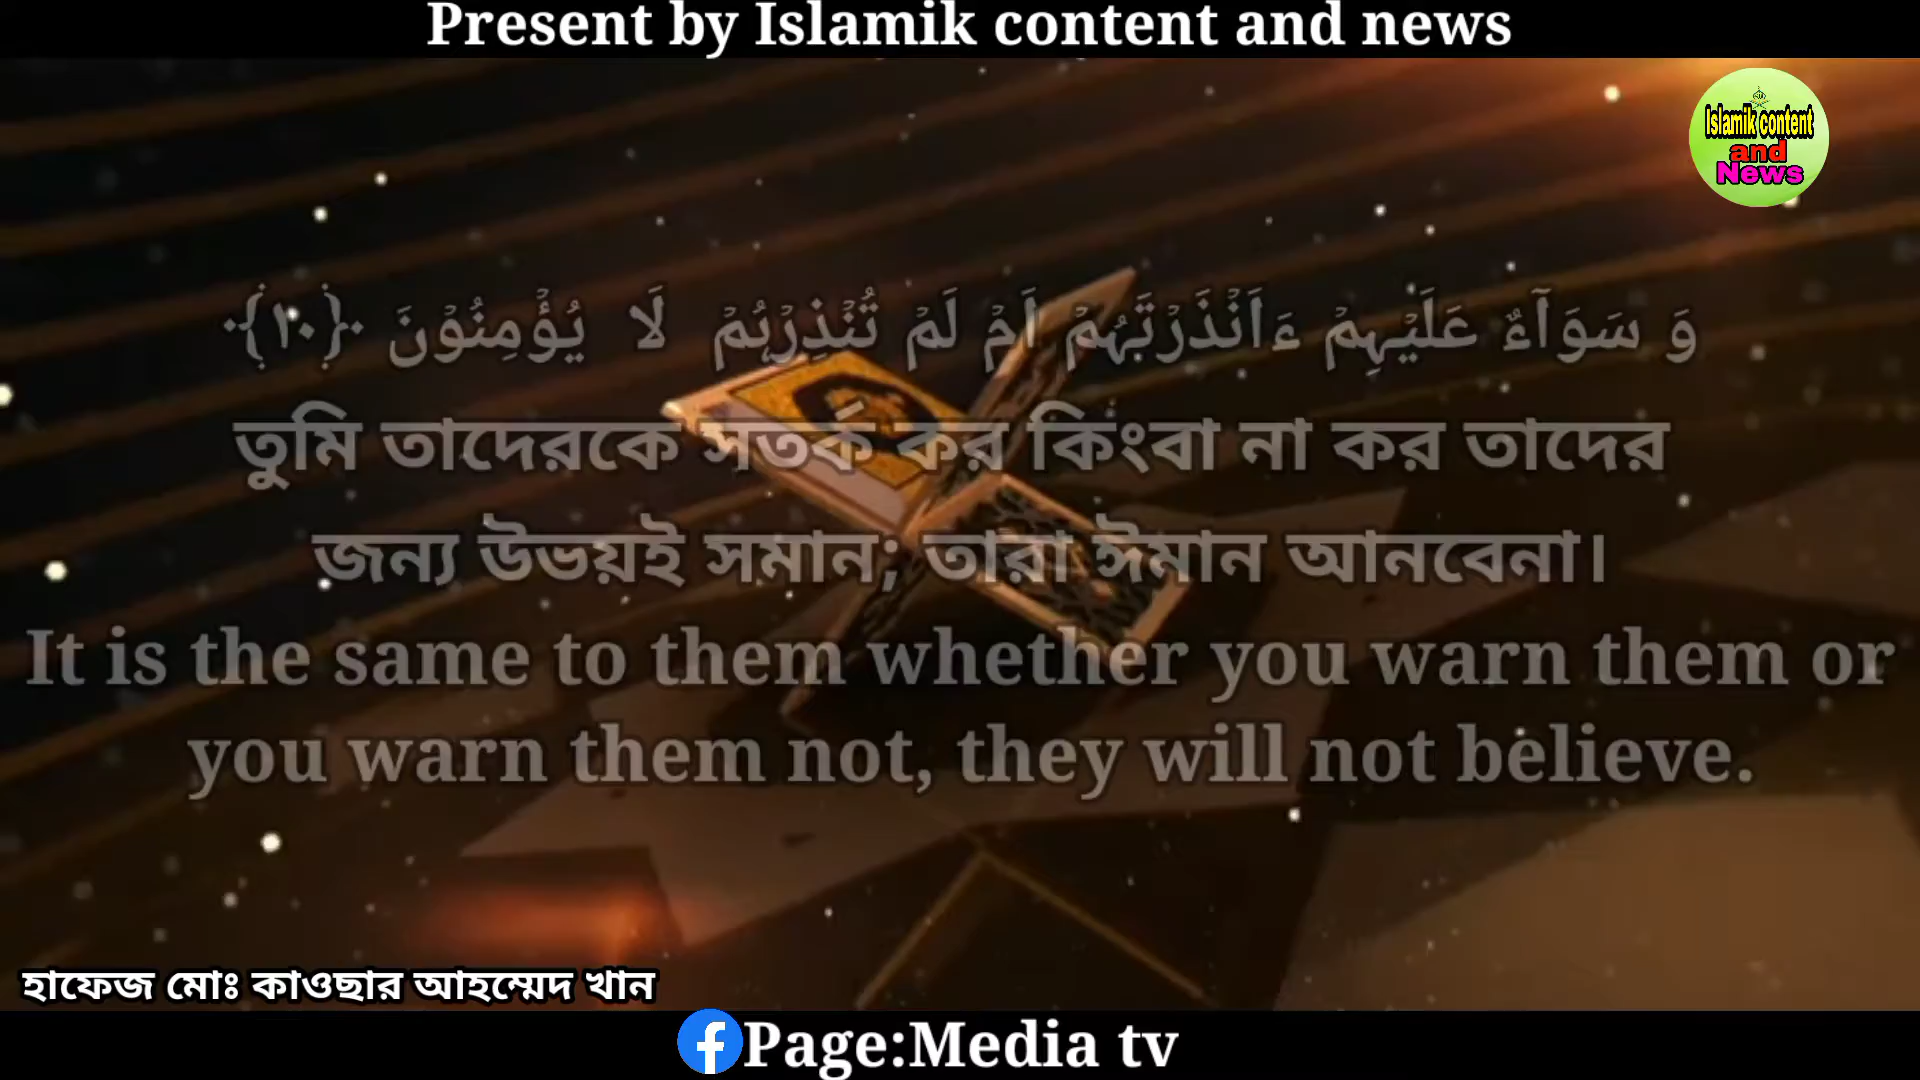 Present by Islamik content and news
Islamik content
and
News
وَ سَوَآءٌ عَلَیۡہِمۡ ءَاَنۡذَرۡتَہُمۡ اَمۡ لَمۡ تُنۡذِرۡہُمۡ لَا یُؤۡمِنُوۡنَ ﴿۱۰﴾
তুমি তাদেরকে সতর্ক কর কিংবা না কর তাদের
জন্য উভয়ই সমান; তারা ঈমান আনবেনা।
It is the same to them whether you warn them or
you warn them not, they will not believe.
হাফেজ মোঃ কাওছার আহম্মেদ খান
Page:Media tv